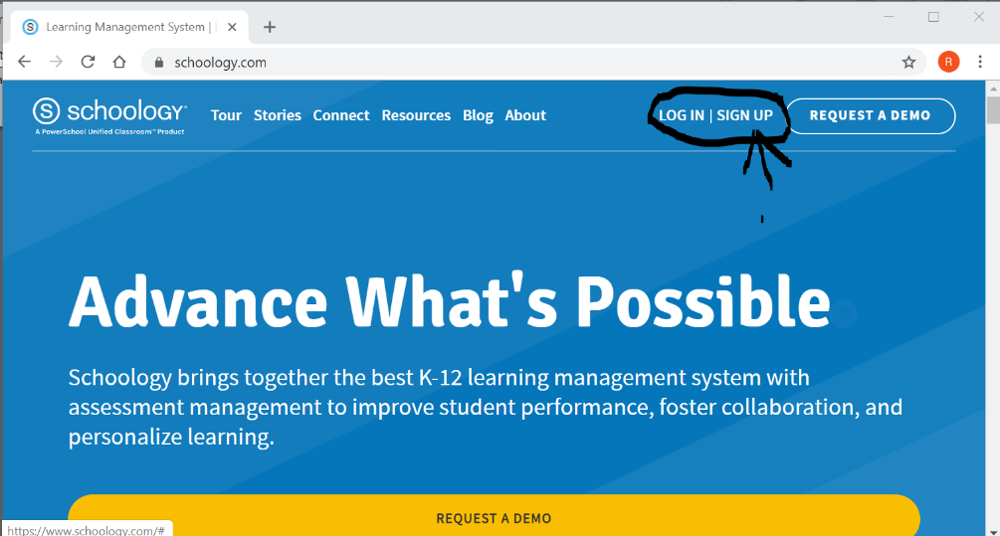 Learning Management System |
schoology.com
R
S schoology®
A PowerSchool Unified Classroom™ Product
Tour Stories Connect Resources Blog About
LOG IN | SIGN UP
REQUEST A DEMO
Advance What's Possible
Schoology brings together the best K-12 learning management system with
assessment management to improve student performance, foster collaboration, and
personalize learning.
REQUEST A DEMO
https://www.schoology.com/#